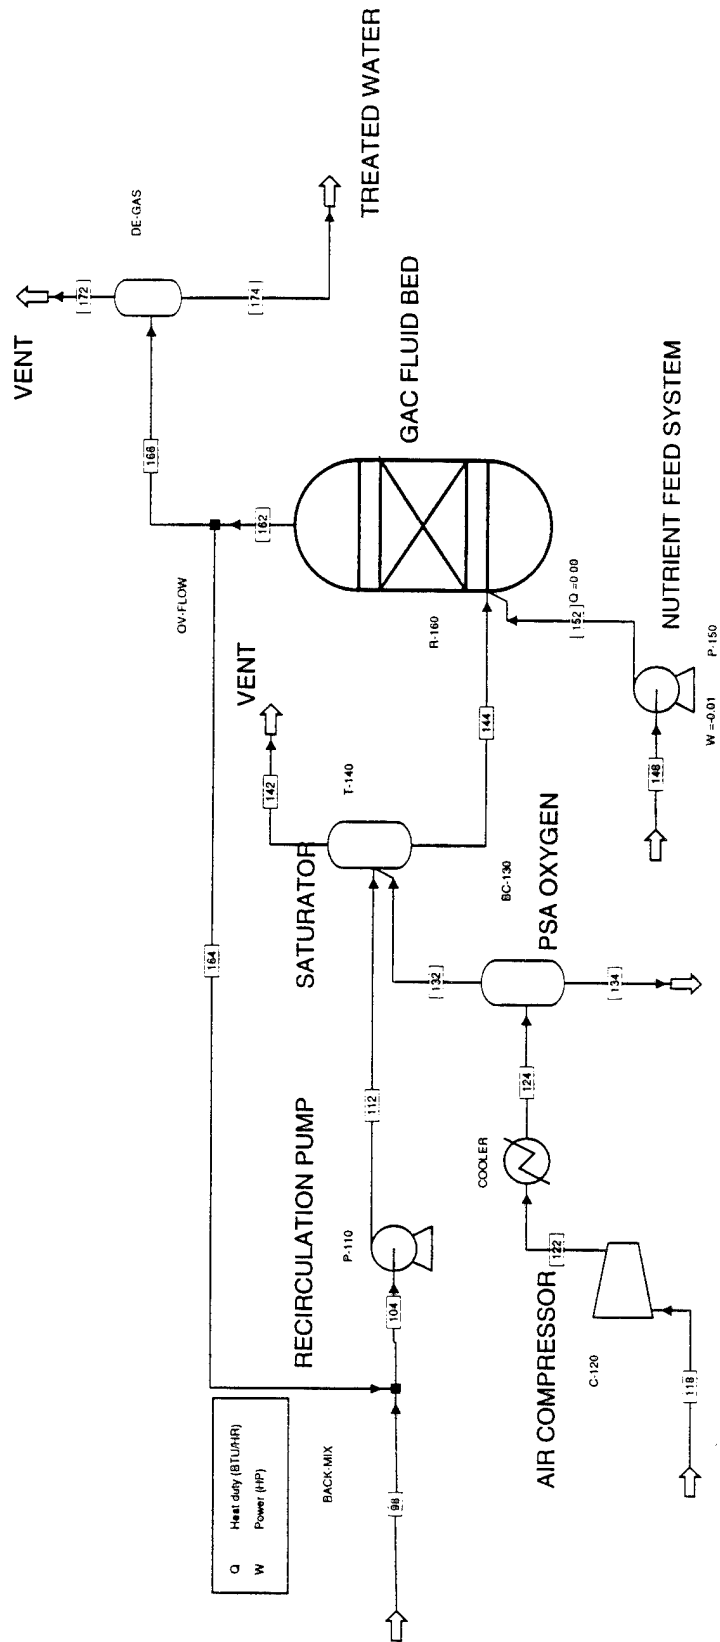 Q Heat duty (BTU/HR)
W Power (HP)
BACK-MIX
98
104
RECIRCULATION PUMP
P-110
112
164
AIR COMPRESSOR
C-120
118
122
COOLER
124
PSA OXYGEN
BC-130
132
134
SATURATOR
T-140
142
VENT
144
OV-FLOW
R-160
GAC FLUID BED
162
152
Q =0.00
148
NUTRIENT FEED SYSTEM
P-150
W =-0.01
166
VENT
172
DE-GAS
174
TREATED WATER